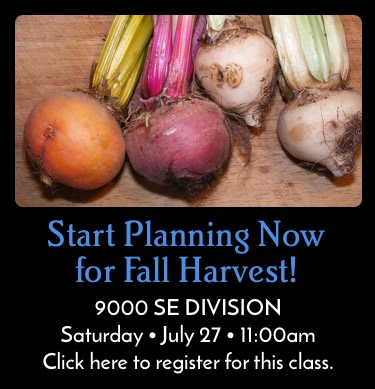 Start Planning Now
for Fall Harvest!
9000 SE DIVISION
Saturday • July 27 • 11:00am
Click here to register for this class.